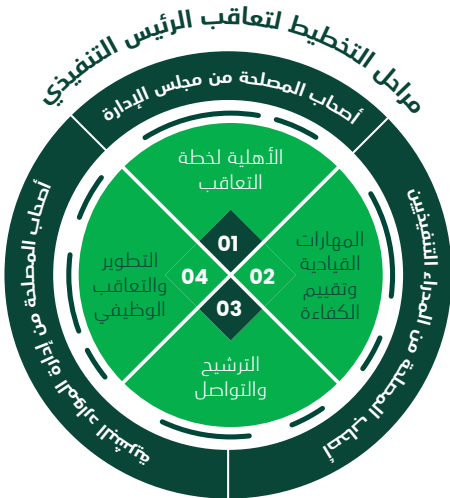 مراحل التخطيط لتعاقب الرئيس التنفيذي
أصحاب المصلحة من مجلس الإدارة
أصحاب المصلحة من المدراء التنفيذيين
أصحاب المصلحة من إدارة الموارد البشرية
الأهلية لخطة
التعاقب
01
المهارات
القيادية
وتقييم
الكفاءة
02
الترشيح
والتواصل
03
التطوير
والتعاقب
الوظيفي
04